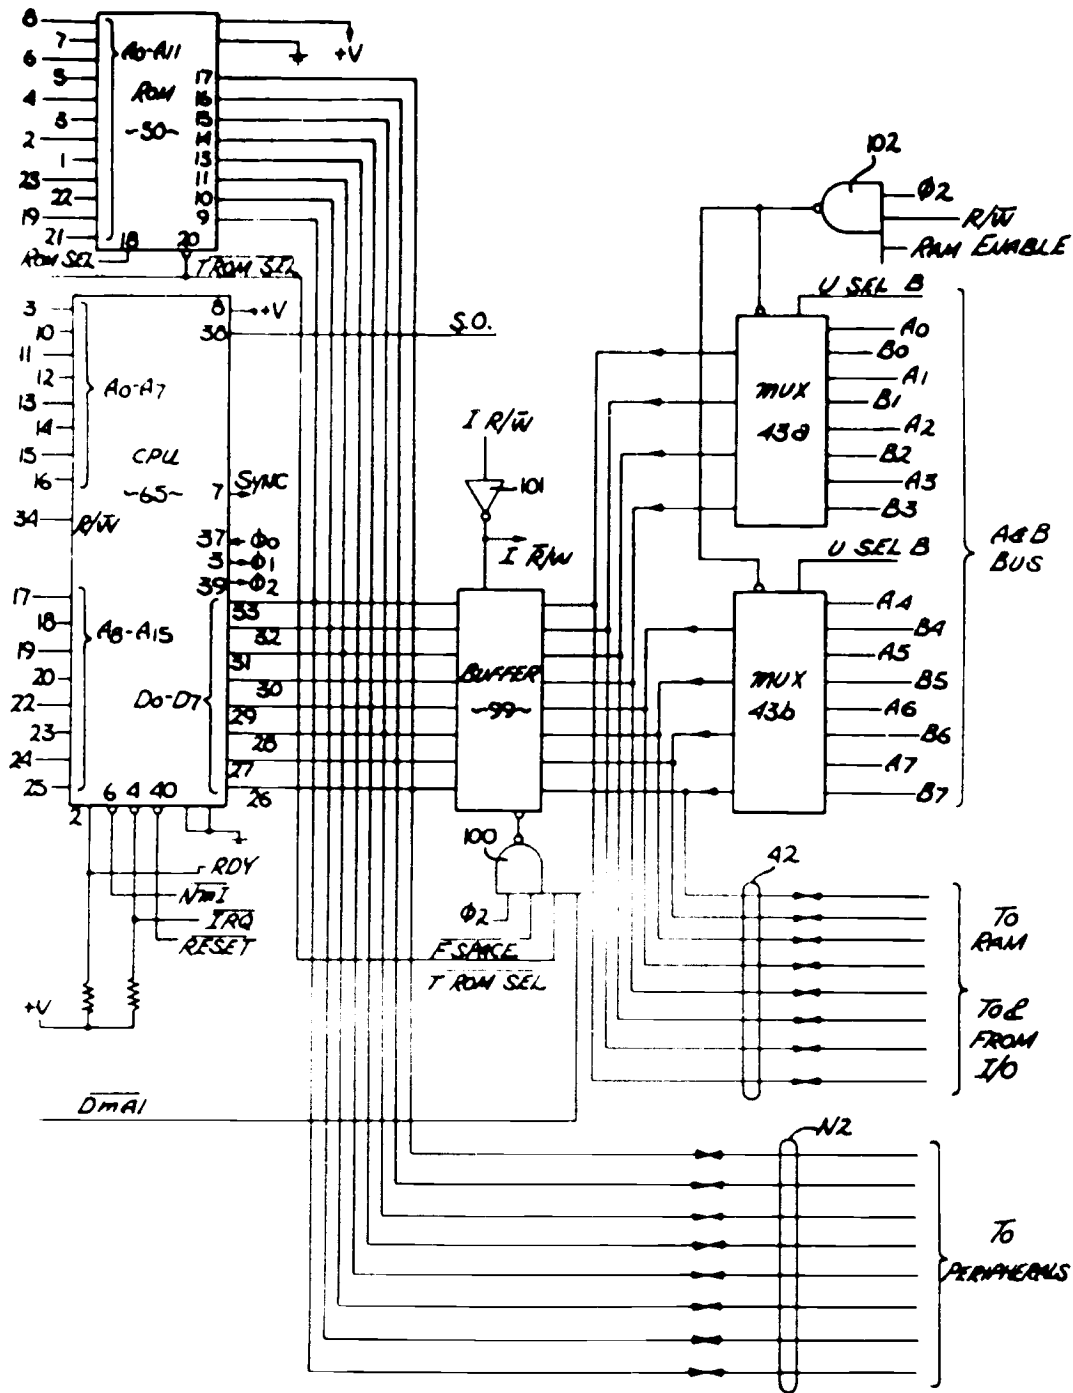 8
7
6
5
4
3
2
1
23
22
19
21
A0-A11
ROM
~50~
17
16
15
14
13
11
10
9
18
20
+V
ROM SEL
T ROM SEL
102
Φ2
R/W̅
RAM ENABLE
3
10
11
12
13
14
15
16
34
A0-A7
CPU
~65~
R/W̅
8
+V
38
S.O.
7
SYNC
37
Φ0
3
Φ1
39
Φ2
17
18
19
20
22
23
24
25
A8-A15
D0-D7
33
32
31
30
29
28
27
26
2
6
4
40
RDY
NMI
IRQ
RESET
+V
I R/W̅
101
I R̅/W
BUFFER
~99~
100
Φ2
F SPACE
T ROM SEL
DMA1
U SEL B
MUX
43a
A0
B0
A1
B1
A2
B2
A3
B3
U SEL B
MUX
43b
A4
B4
A5
B5
A6
B6
A7
B7
A&B
BUS
42
TO
RAM
TO &
FROM
I/O
N2
TO
PERIPHERALS